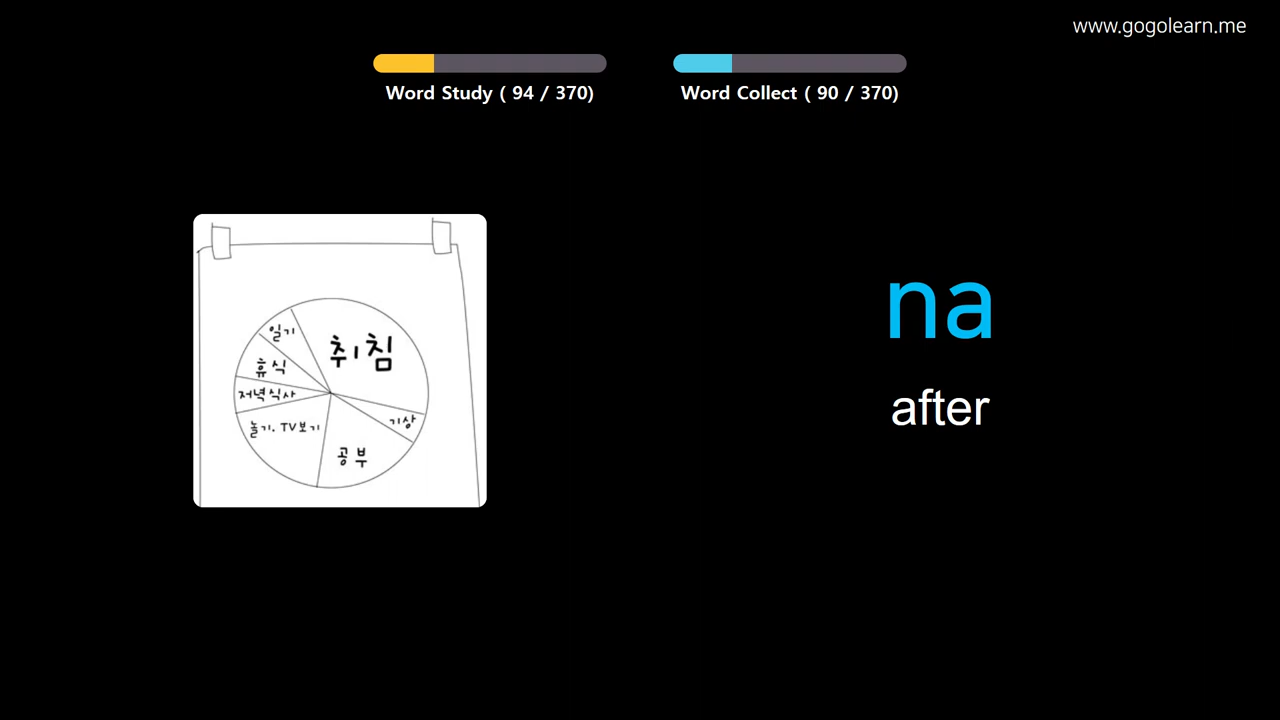 www.gogolearn.me
Word Study ( 94 / 370)
Word Collect ( 90 / 370)
일기
취침
휴식
저녁식사
기상
놀기. TV보기
공부
na
after